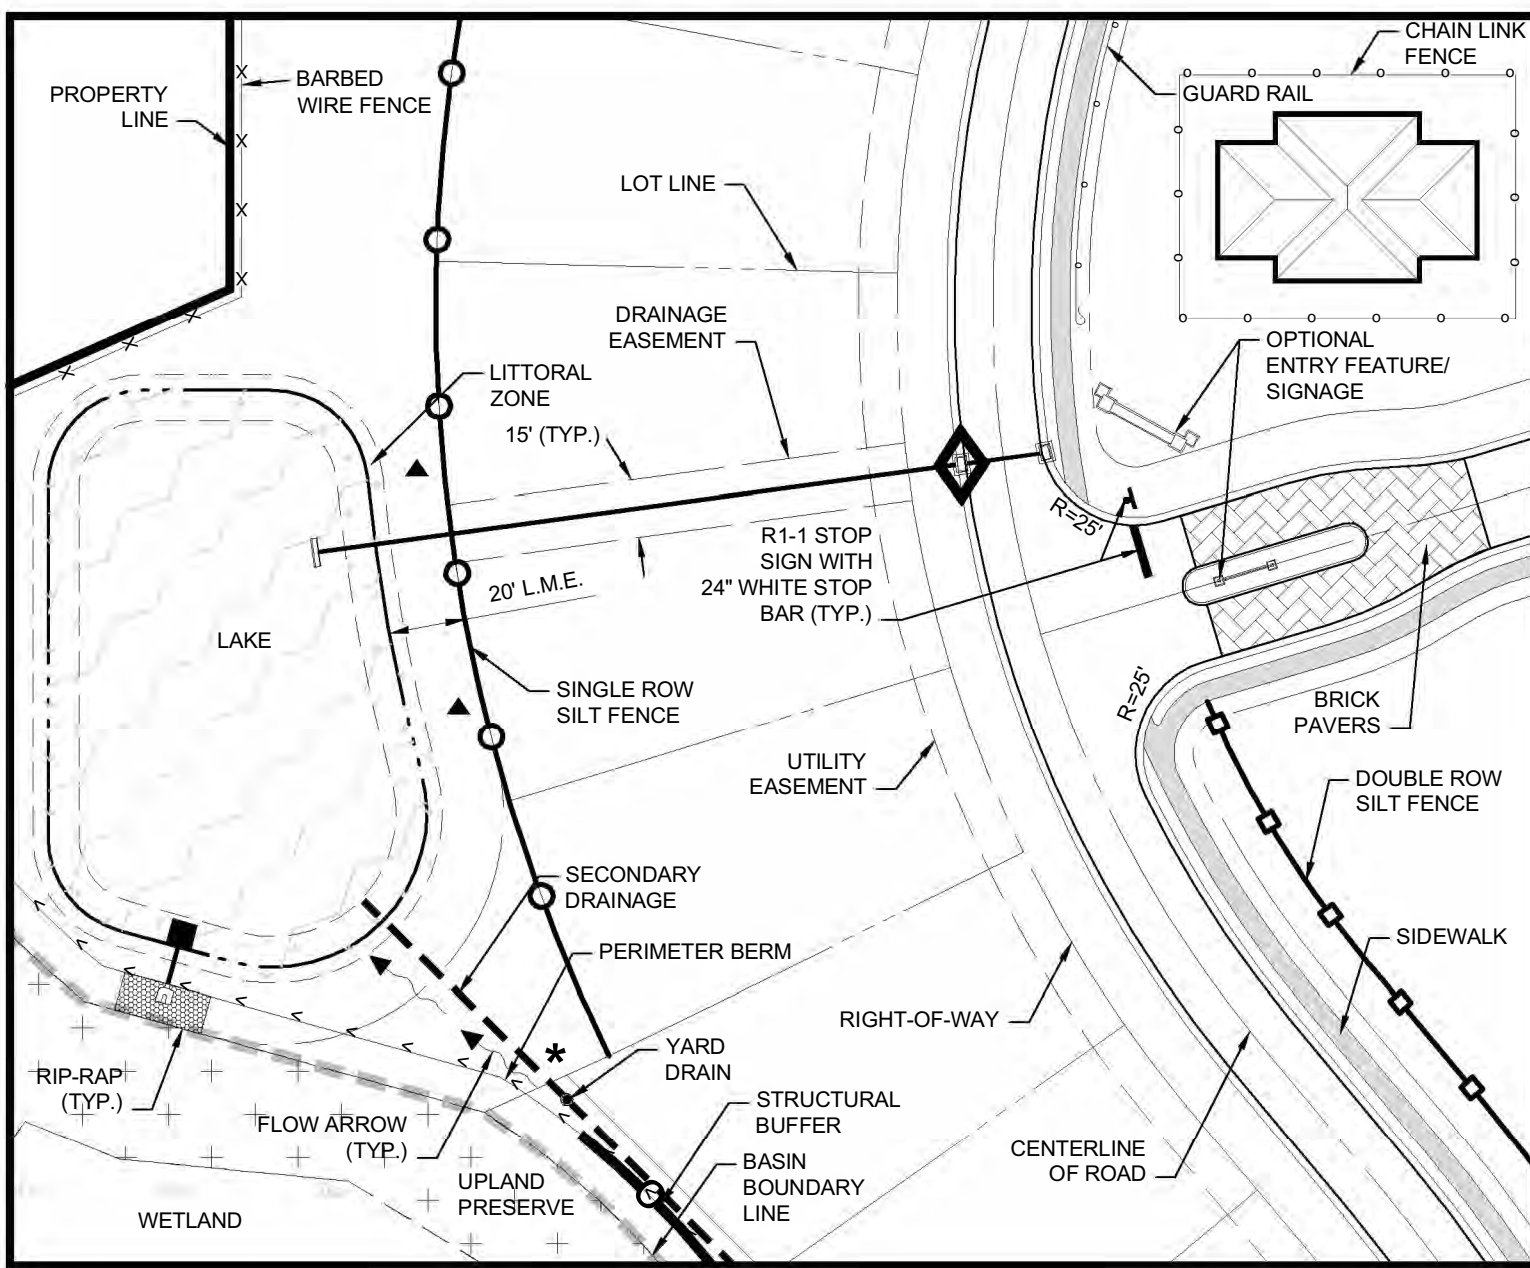 CHAIN LINK
FENCE
BARBED
WIRE FENCE
PROPERTY
LINE
GUARD RAIL
LOT LINE
DRAINAGE
EASEMENT
OPTIONAL
ENTRY FEATURE/
SIGNAGE
LITTORAL
ZONE
15' (TYP.)
R=25'
R1-1 STOP
SIGN WITH
24" WHITE STOP
BAR (TYP.)
20' L.M.E.
LAKE
SINGLE ROW
SILT FENCE
R=25'
BRICK
PAVERS
UTILITY
EASEMENT
DOUBLE ROW
SILT FENCE
SECONDARY
DRAINAGE
PERIMETER BERM
SIDEWALK
RIGHT-OF-WAY
*
YARD
DRAIN
RIP-RAP
(TYP.)
FLOW ARROW
(TYP.)
STRUCTURAL
BUFFER
CENTERLINE
OF ROAD
BASIN
BOUNDARY
LINE
UPLAND
PRESERVE
WETLAND